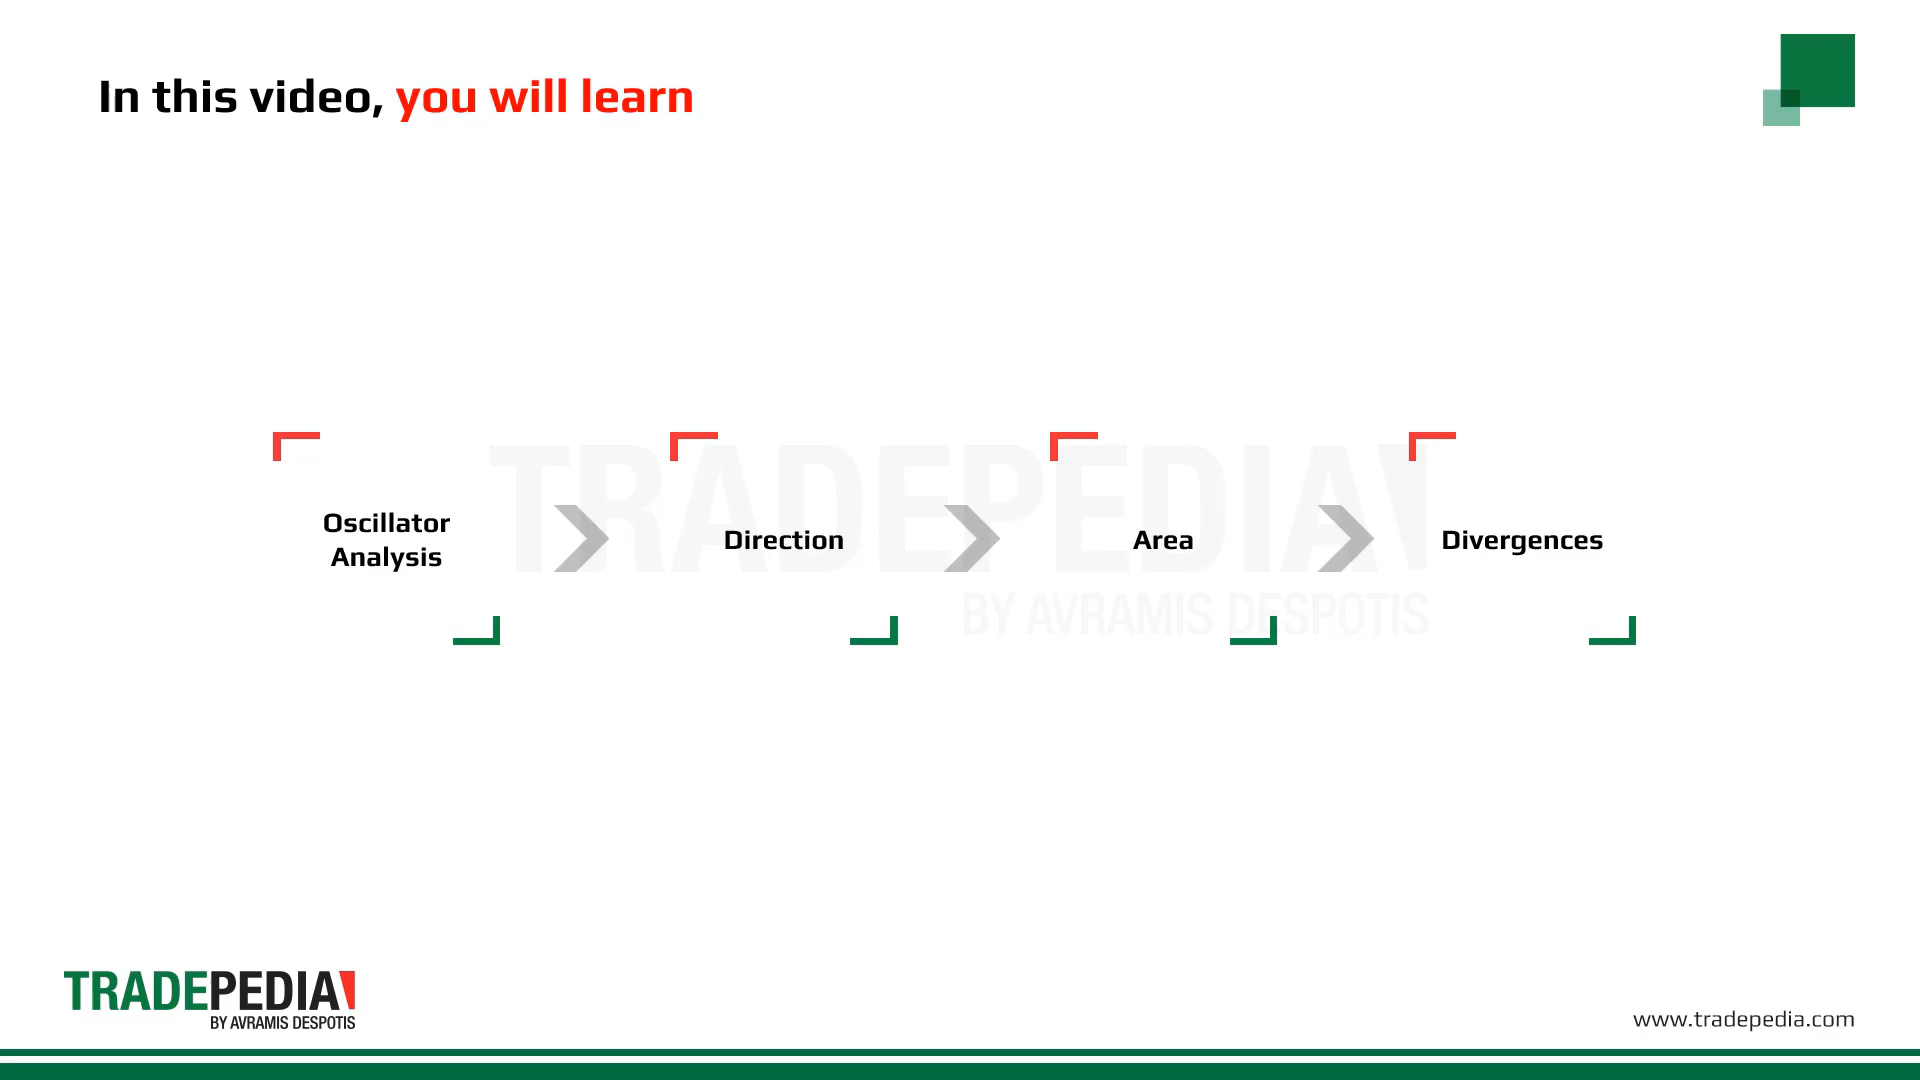 In this video, you will learn
TRADEPEDIA
BY AVRAMIS DESPOTIS
Oscillator
Analysis
Direction
Area
Divergences
TRADEPEDIA
BY AVRAMIS DESPOTIS
www.tradepedia.com